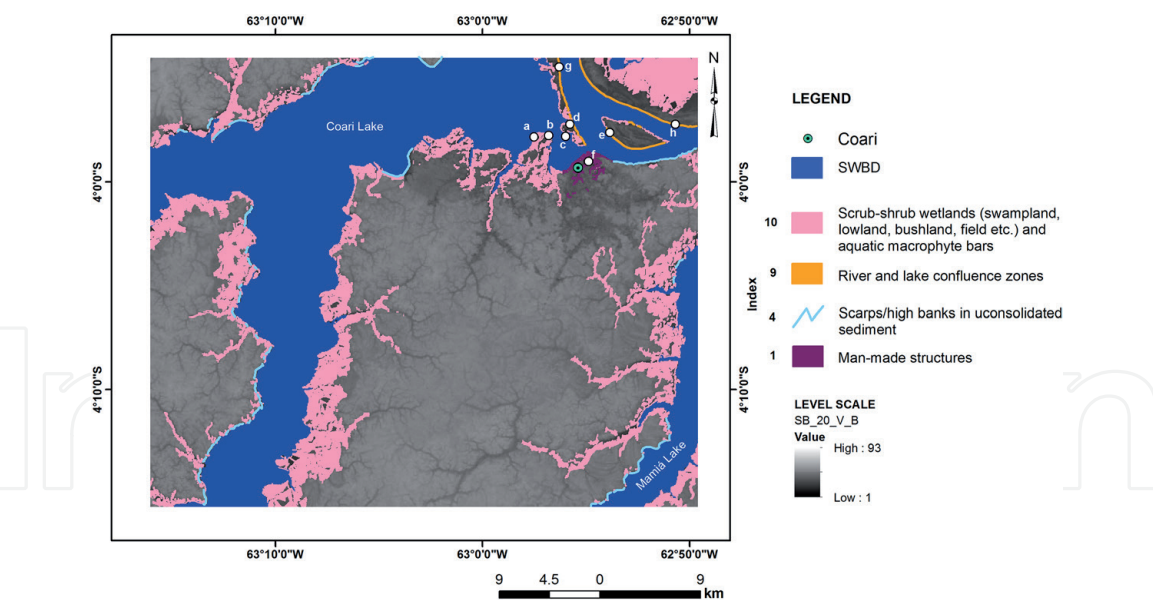 63°10'0"W
63°0'0"W
62°50'0"W
N
g
a
b
d
c
e
h
f
Coari Lake
4°0'0"S
4°0'0"S
4°10'0"S
4°10'0"S
Mamiá Lake
63°10'0"W
63°0'0"W
62°50'0"W
9 4.5 0 9
km
LEGEND
Coari
SWBD
Index
10
Scrub-shrub wetlands (swampland,
lowland, bushland, field etc.) and
aquatic macrophyte bars
9 River and lake confluence zones
4 Scarps/high banks in uconsolidated
sediment
1 Man-made structures
LEVEL SCALE
SB_20_V_B
Value
High : 93
Low : 1